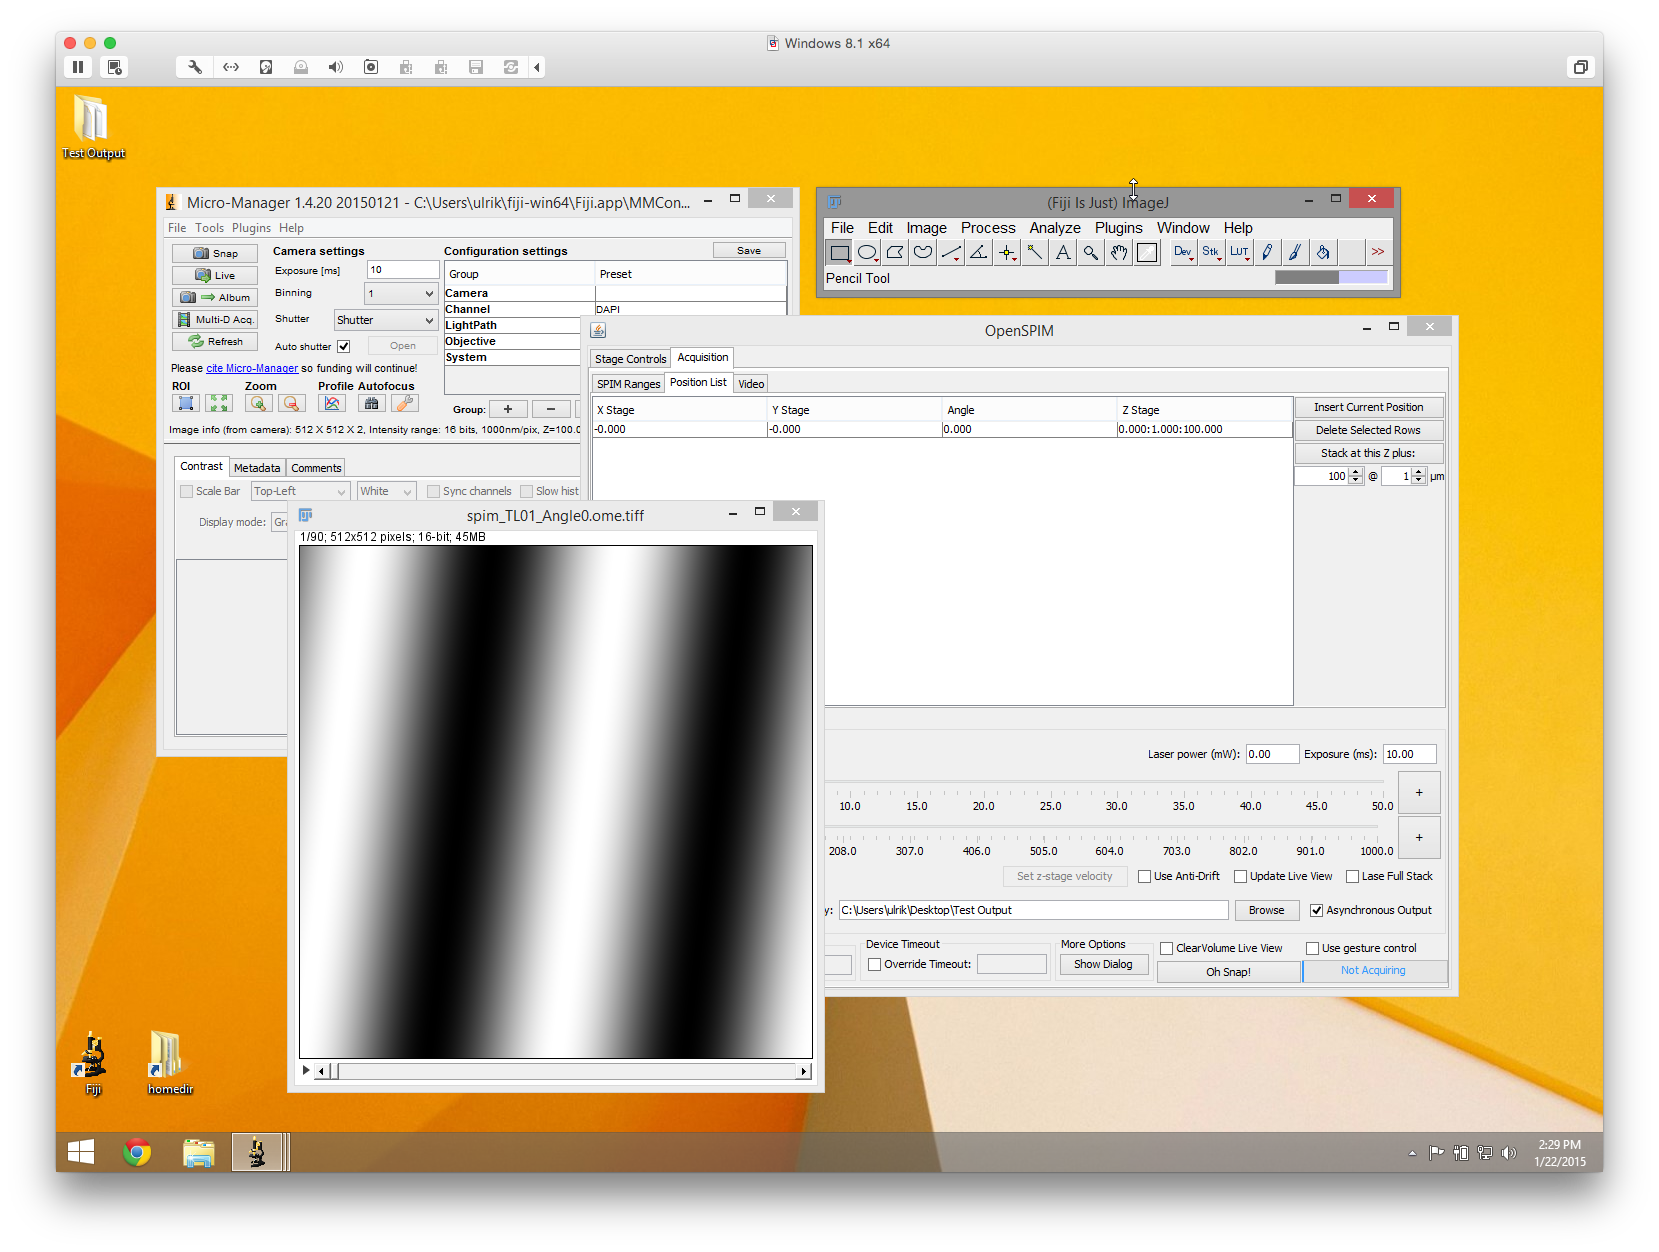 Windows 8.1 x64
Test Output
Micro-Manager 1.4.20 20150121 - C:\Users\ulrik\fiji-win64\Fiji.app\MMCon...
File Tools Plugins Help
Snap
Live
Album
Multi-D Acq.
Refresh
Camera settings
Exposure [ms] 10
Binning 1
Shutter Shutter
Auto shutter Open
Configuration settings Save
Group Preset
Camera
Channel DAPI
LightPath
Objective
System
Please cite Micro-Manager so funding will continue!
ROI Zoom Profile Autofocus
Group: + -
Image info (from camera): 512 X 512 X 2, Intensity range: 16 bits, 1000nm/pix, Z=100.0
Contrast Metadata Comments
Scale Bar Top-Left White Sync channels Slow hist
Display mode: Gra
(Fiji Is Just) ImageJ
File Edit Image Process Analyze Plugins Window Help
A Dev Stk LUT >>
Pencil Tool
OpenSPIM
Stage Controls Acquisition
SPIM Ranges Position List Video
X Stage Y Stage Angle Z Stage
-0.000 -0.000 0.000 0.000:1.000:100.000
Insert Current Position
Delete Selected Rows
Stack at this Z plus:
100 @ 1 µm
spim_TL01_Angle0.ome.tiff
1/90; 512x512 pixels; 16-bit; 45MB
Laser power (mW): 0.00 Exposure (ms): 10.00
10.0 15.0 20.0 25.0 30.0 35.0 40.0 45.0 50.0 +
208.0 307.0 406.0 505.0 604.0 703.0 802.0 901.0 1000.0 +
Set z-stage velocity Use Anti-Drift Update Live View Lase Full Stack
y: C:\Users\ulrik\Desktop\Test Output Browse Asynchronous Output
Device Timeout
Override Timeout:
More Options
Show Dialog
ClearVolume Live View Use gesture control
Oh Snap! Not Acquiring
Fiji
homedir
2:29 PM
1/22/2015